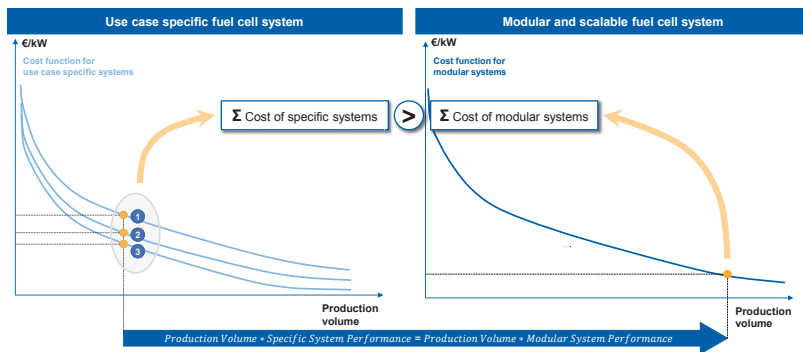 Use case specific fuel cell system
Modular and scalable fuel cell system
€/kW
Cost function for
use case specific systems
Σ Cost of specific systems
>
€/kW
Cost function for
modular systems
Σ Cost of modular systems
1
2
3
Production
volume
Production
volume
Production Volume * Specific System Performance = Production Volume * Modular System Performance